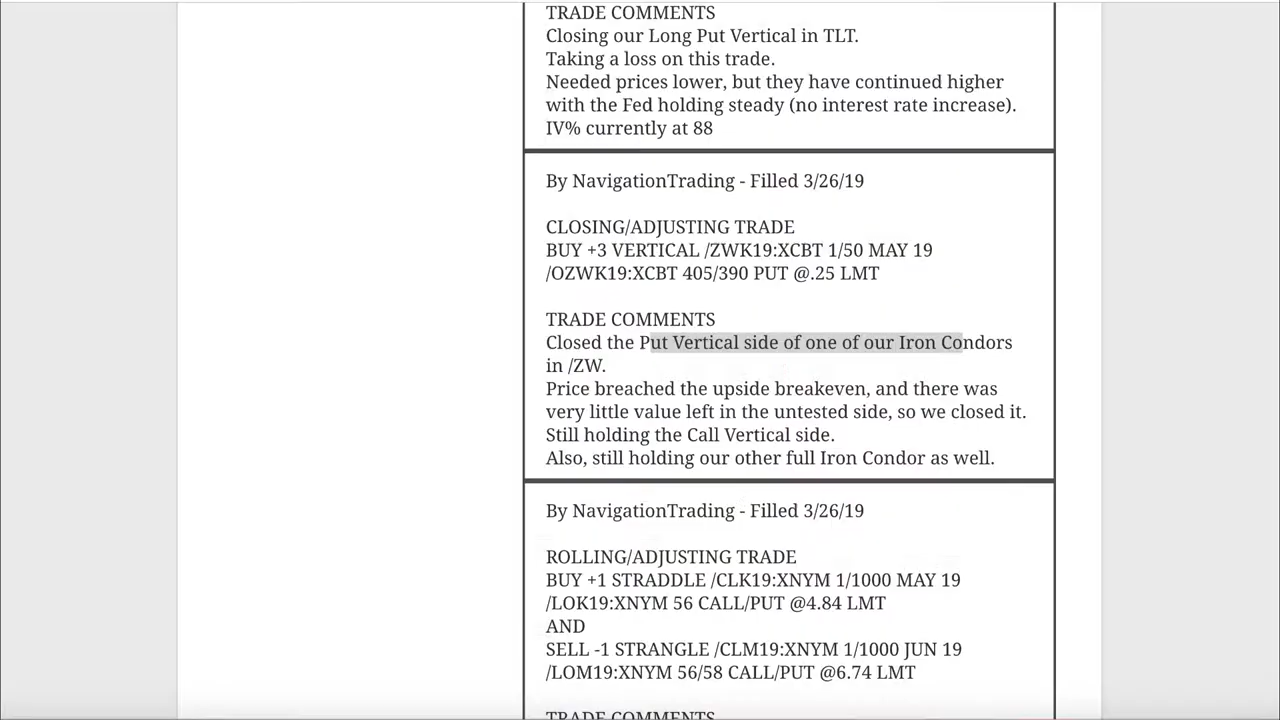 TRADE COMMENTS
Closing our Long Put Vertical in TLT.
Taking a loss on this trade.
Needed prices lower, but they have continued higher
with the Fed holding steady (no interest rate increase).
IV% currently at 88
By NavigationTrading - Filled 3/26/19
CLOSING/ADJUSTING TRADE
BUY +3 VERTICAL /ZWK19:XCBT 1/50 MAY 19
/OZWK19:XCBT 405/390 PUT @.25 LMT
TRADE COMMENTS
Closed the Put Vertical side of one of our Iron Condors
in /ZW.
Price breached the upside breakeven, and there was
very little value left in the untested side, so we closed it.
Still holding the Call Vertical side.
Also, still holding our other full Iron Condor as well.
By NavigationTrading - Filled 3/26/19
ROLLING/ADJUSTING TRADE
BUY +1 STRADDLE /CLK19:XNYM 1/1000 MAY 19
/LOK19:XNYM 56 CALL/PUT @4.84 LMT
AND
SELL -1 STRANGLE /CLM19:XNYM 1/1000 JUN 19
/LOM19:XNYM 56/58 CALL/PUT @6.74 LMT
TRADE COMMENTS